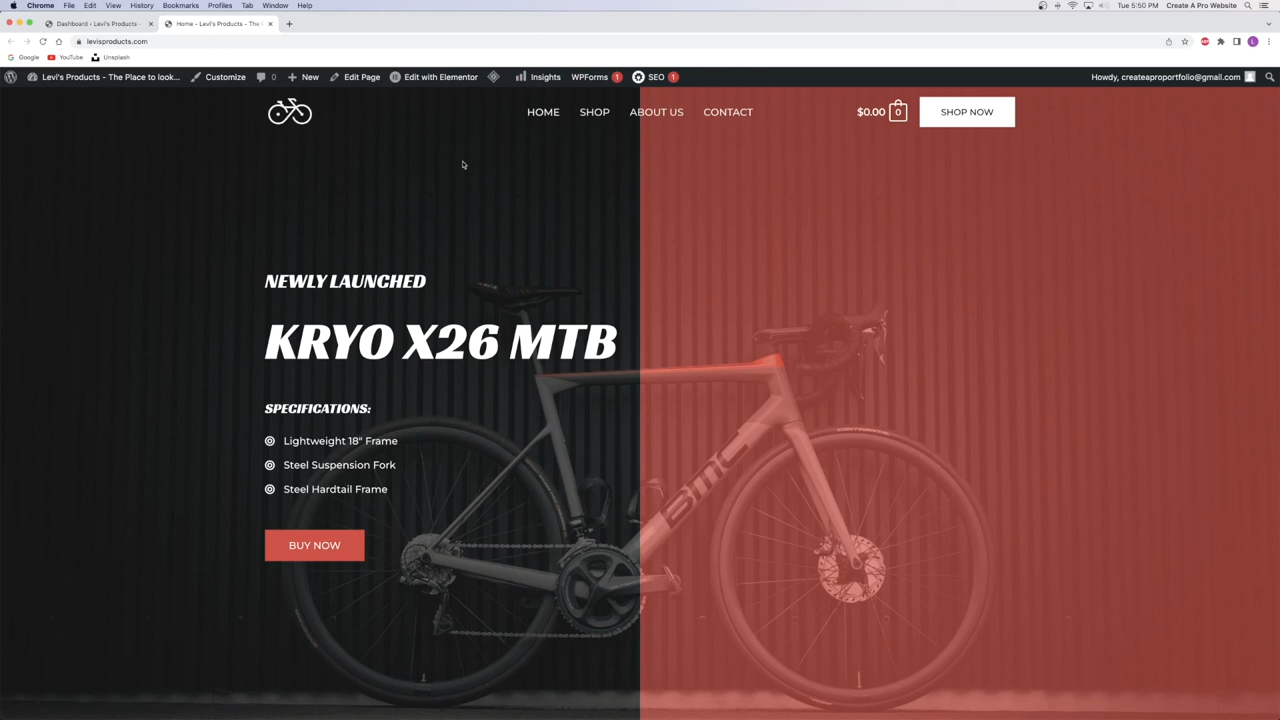 Chrome File Edit View History Bookmarks Profiles Tab Window Help Tue 5:50 PM Create A Pro Website
Dashboard ‹ Levi's Products - Home - Levi's Products - The
levisproducts.com
Google YouTube Unsplash
Levi's Products - The Place to look... Customize 0 New Edit Page Edit with Elementor Insights WPForms 1 SEO 1 Howdy, createaproportfolio@gmail.com
HOME SHOP ABOUT US CONTACT $0.00 0 SHOP NOW
NEWLY LAUNCHED
KRYO X26 MTB
SPECIFICATIONS:
Lightweight 18" Frame
Steel Suspension Fork
Steel Hardtail Frame
BUY NOW
BMC